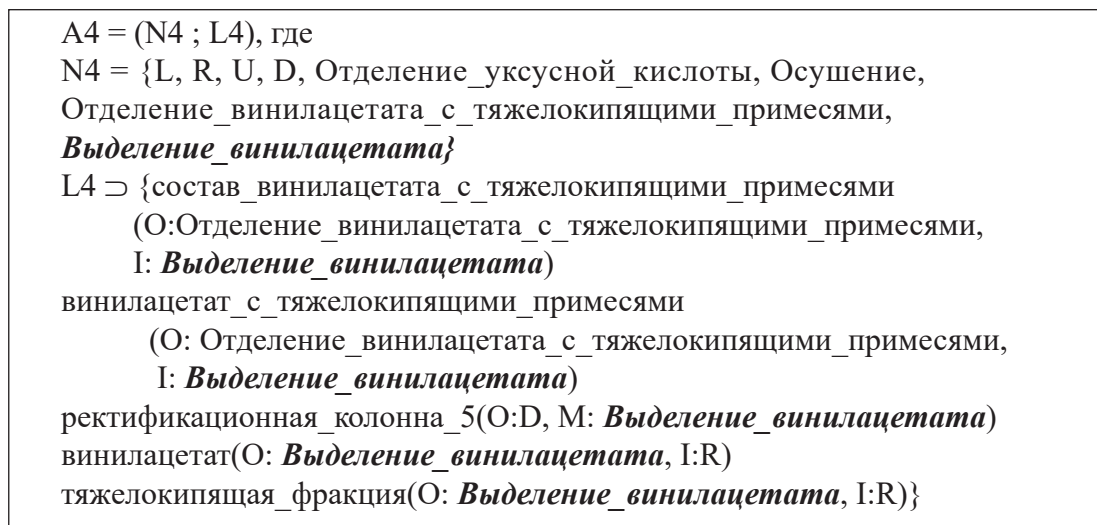 A4 = (N4 ; L4), где
N4 = {L, R, U, D, Отделение_уксусной_кислоты, Осушение,
Отделение_винилацетата_с_тяжелокипящими_примесями,
Выделение_винилацетата}
L4 ⊃ {состав_винилацетата_с_тяжелокипящими_примесями
(O:Отделение_винилацетата_с_тяжелокипящими_примесями,
I: Выделение_винилацетата)
винилацетат_с_тяжелокипящими_примесями
(O: Отделение_винилацетата_с_тяжелокипящими_примесями,
I: Выделение_винилацетата)
ректификационная_колонна_5(O:D, M: Выделение_винилацетата)
винилацетат(O: Выделение_винилацетата, I:R)
тяжелокипящая_фракция(O: Выделение_винилацетата, I:R)}